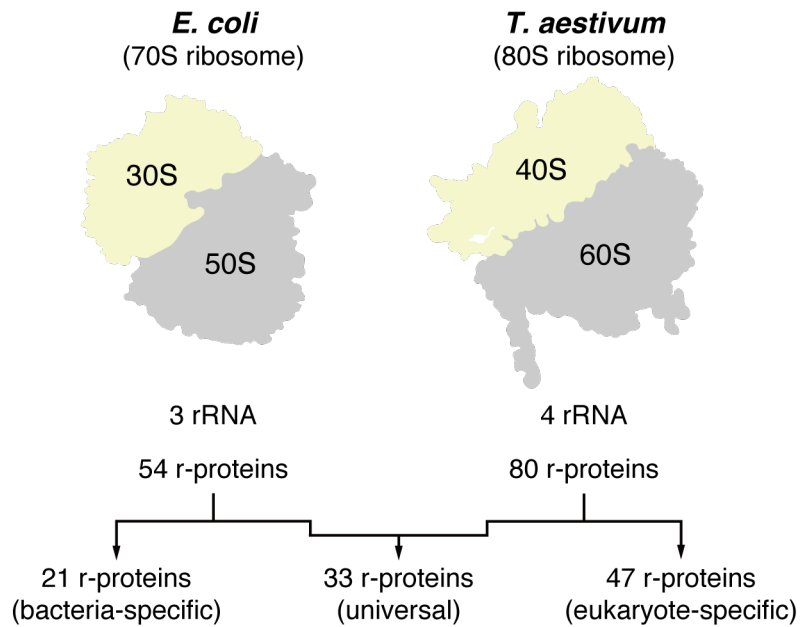 E. coli
(70S ribosome)
T. aestivum
(80S ribosome)
30S
50S
40S
60S
3 rRNA
4 rRNA
54 r-proteins
80 r-proteins
21 r-proteins
(bacteria-specific)
33 r-proteins
(universal)
47 r-proteins
(eukaryote-specific)